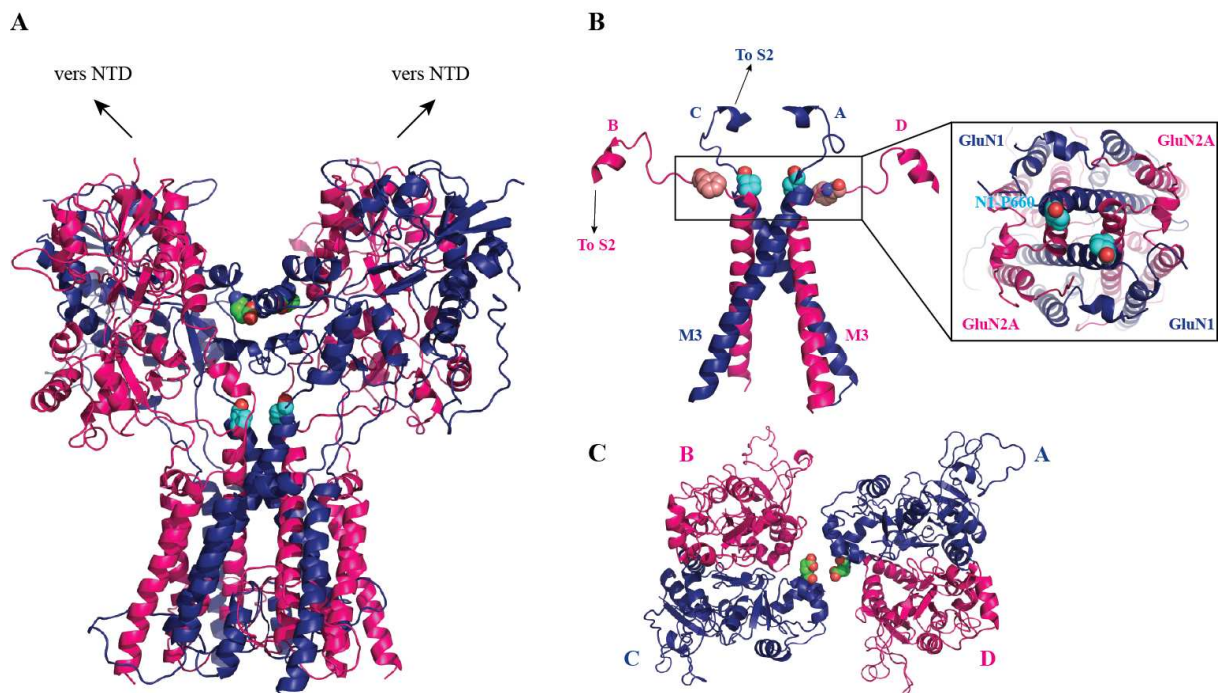 A
vers NTD
vers NTD
B
To S2
C
A
B
D
To S2
M3
M3
GluN1
GluN2A
N1-P660
GluN2A
GluN1
C
B
A
C
D